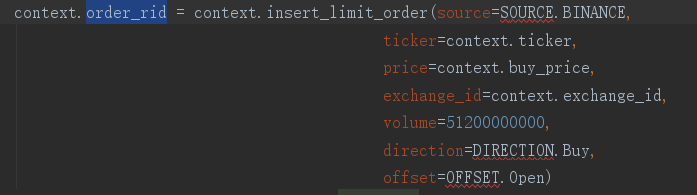 context.order_rid = context.insert_limit_order(source=SOURCE.BINANCE,
ticker=context.ticker,
price=context.buy_price,
exchange_id=context.exchange_id,
volume=51200000000,
direction=DIRECTION.Buy,
offset=OFFSET.Open)